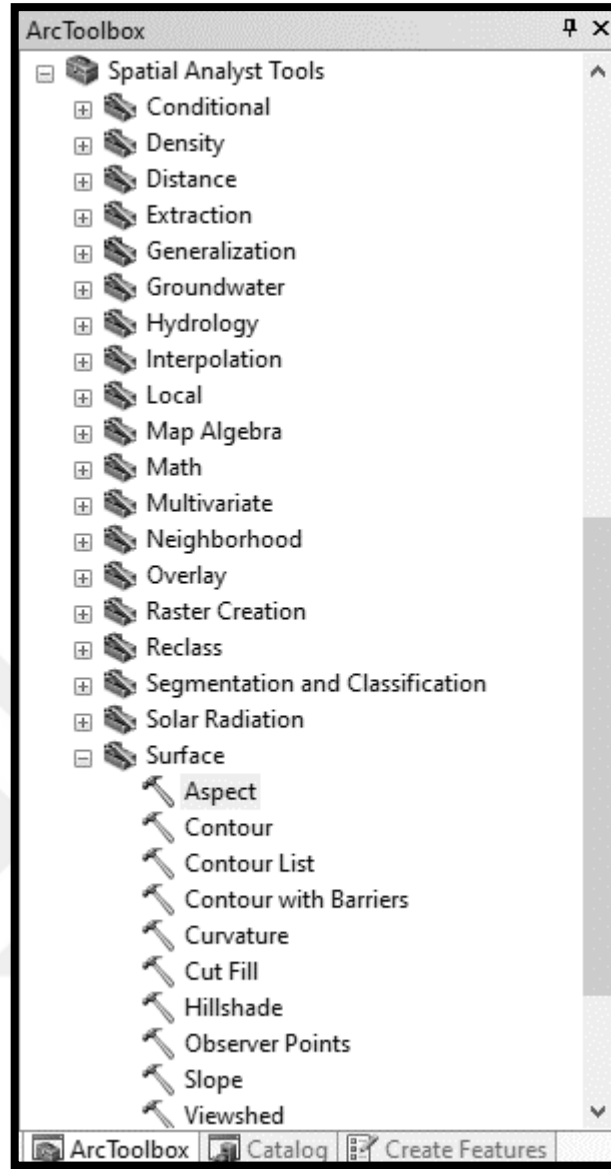 ArcToolbox
Spatial Analyst Tools
Conditional
Density
Distance
Extraction
Generalization
Groundwater
Hydrology
Interpolation
Local
Map Algebra
Math
Multivariate
Neighborhood
Overlay
Raster Creation
Reclass
Segmentation and Classification
Solar Radiation
Surface
Aspect
Contour
Contour List
Contour with Barriers
Curvature
Cut Fill
Hillshade
Observer Points
Slope
Viewshed
ArcToolbox Catalog Create Features